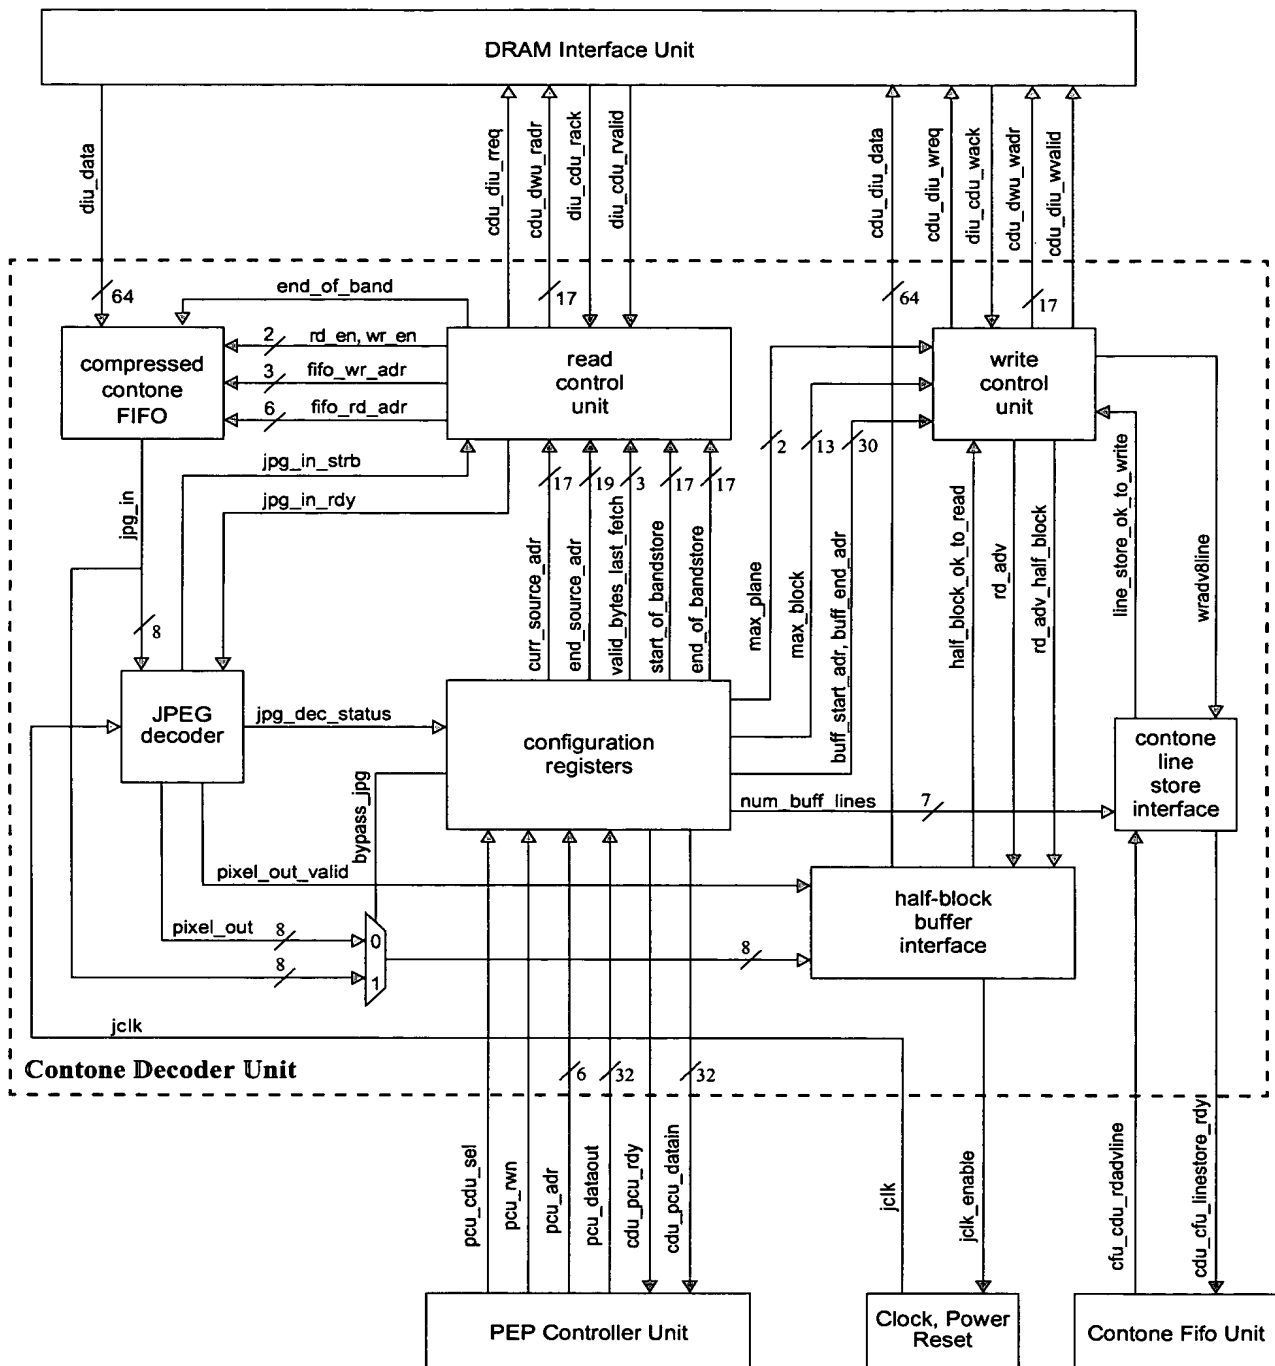 DRAM Interface Unit
diu_data
cdu_diu_rreq
cdu_dwu_radr
diu_cdu_rack
diu_cdu_rvalid
cdu_diu_data
cdu_diu_wreq
diu_cdu_wack
cdu_dwu_wadr
cdu_diu_wvalid
64
17
64
17
end_of_band
2
rd_en, wr_en
3
fifo_wr_adr
6
fifo_rd_adr
compressed
contone
FIFO
read
control
unit
write
control
unit
2
13
30
jpg_in_strb
jpg_in_rdy
jpg_in
8
17
19
3
17
17
curr_source_adr
end_source_adr
valid_bytes_last_fetch
start_of_bandstore
end_of_bandstore
max_plane
max_block
buff_start_adr, buff_end_adr
half_block_ok_to_read
rd_adv
rd_adv_half_block
line_store_ok_to_write
wradv8line
JPEG
decoder
jpg_dec_status
configuration
registers
contone
line
store
interface
num_buff_lines
7
bypass_jpg
pixel_out_valid
half-block
buffer
interface
pixel_out
8
0
8
1
8
jclk
Contone Decoder Unit
6
32
32
pcu_cdu_sel
pcu_rwn
pcu_adr
pcu_dataout
cdu_pcu_rdy
cdu_pcu_datain
jclk
jclk_enable
cfu_cdu_rdadvline
cdu_cfu_linestore_rdy
PEP Controller Unit
Clock, Power
Reset
Contone Fifo Unit